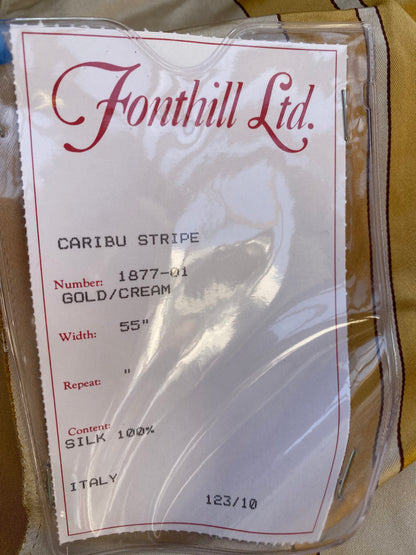 Fonthill Ltd.
CARIBU STRIPE
Number: 1877-01
GOLD/CREAM
Width: 55"
Repeat: "
Content:
SILK 100%
ITALY
123/10